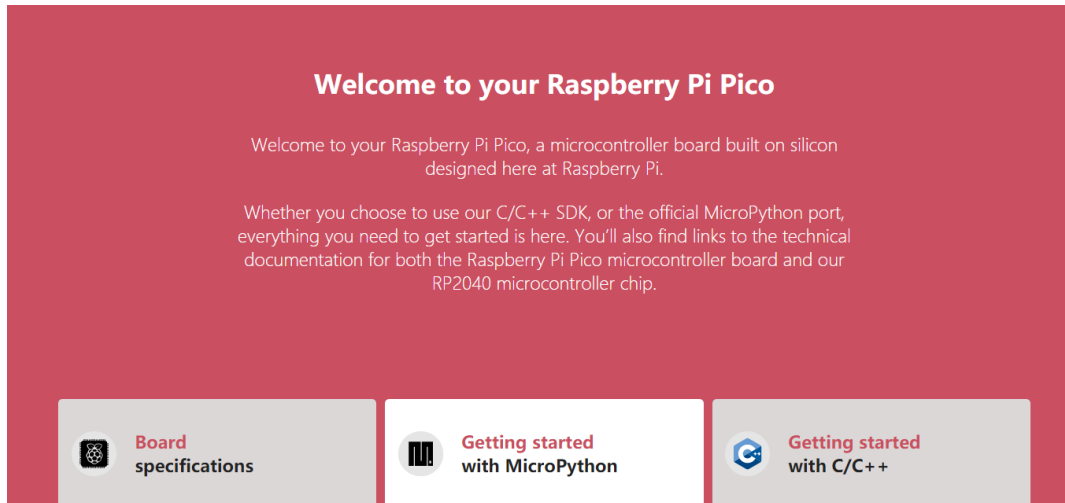 Welcome to your Raspberry Pi Pico
Welcome to your Raspberry Pi Pico, a microcontroller board built on silicon
designed here at Raspberry Pi.
Whether you choose to use our C/C++ SDK, or the official MicroPython port,
everything you need to get started is here. You'll also find links to the technical
documentation for both the Raspberry Pi Pico microcontroller board and our
RP2040 microcontroller chip.
Board
specifications
Getting started
with MicroPython
Getting started
with C/C++